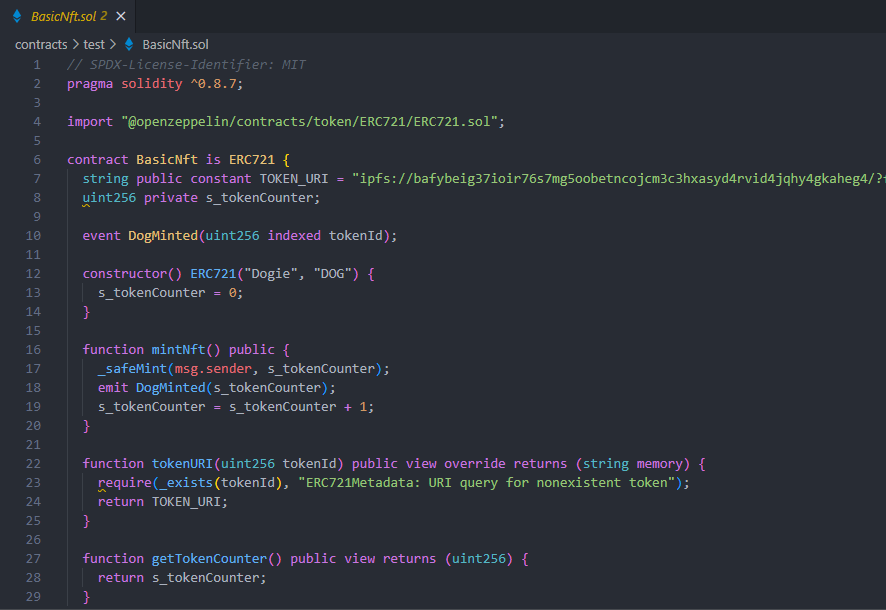 BasicNft.sol 2
contracts > test > BasicNft.sol
1 // SPDX-License-Identifier: MIT
2 pragma solidity ^0.8.7;
3
4 import "@openzeppelin/contracts/token/ERC721/ERC721.sol";
5
6 contract BasicNft is ERC721 {
7 string public constant TOKEN_URI = "ipfs://bafybeig37ioir76s7mg5oobetncojcm3c3hxasyd4rvid4jqhy4gkaheg4/?
8 uint256 private s_tokenCounter;
9
10 event DogMinted(uint256 indexed tokenId);
11
12 constructor() ERC721("Dogie", "DOG") {
13 s_tokenCounter = 0;
14 }
15
16 function mintNft() public {
17 _safeMint(msg.sender, s_tokenCounter);
18 emit DogMinted(s_tokenCounter);
19 s_tokenCounter = s_tokenCounter + 1;
20 }
21
22 function tokenURI(uint256 tokenId) public view override returns (string memory) {
23 require(_exists(tokenId), "ERC721Metadata: URI query for nonexistent token");
24 return TOKEN_URI;
25 }
26
27 function getTokenCounter() public view returns (uint256) {
28 return s_tokenCounter;
29 }